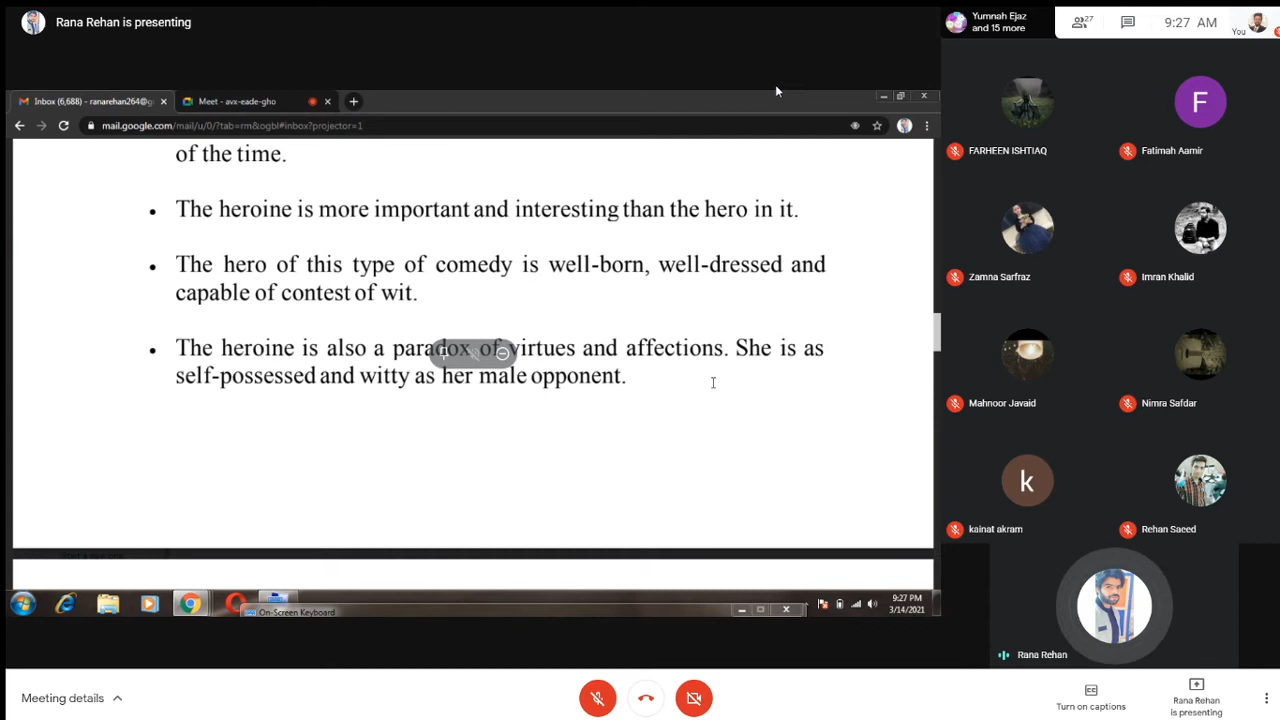 Rana Rehan is presenting
Yumnah Ejaz
and 15 more
27
9:27 AM
You
Inbox (6,688) - ranarehan264@g
Meet - avx-eade-gho
mail.google.com/mail/u/0/?tab=rm&ogbl#inbox?projector=1
of the time.
• The heroine is more important and interesting than the hero in it.
• The hero of this type of comedy is well-born, well-dressed and
capable of contest of wit.
• The heroine is also a paradox of virtues and affections. She is as
self-possessed and witty as her male opponent.
FARHEEN ISHTIAQ
F
Fatimah Aamir
Zamna Sarfraz
Imran Khalid
Mahnoor Javaid
Nimra Safdar
k
kainat akram
Rehan Saeed
Rana Rehan
On-Screen Keyboard
9:27 PM
3/14/2021
Meeting details
Turn on captions
Rana Rehan
is presenting